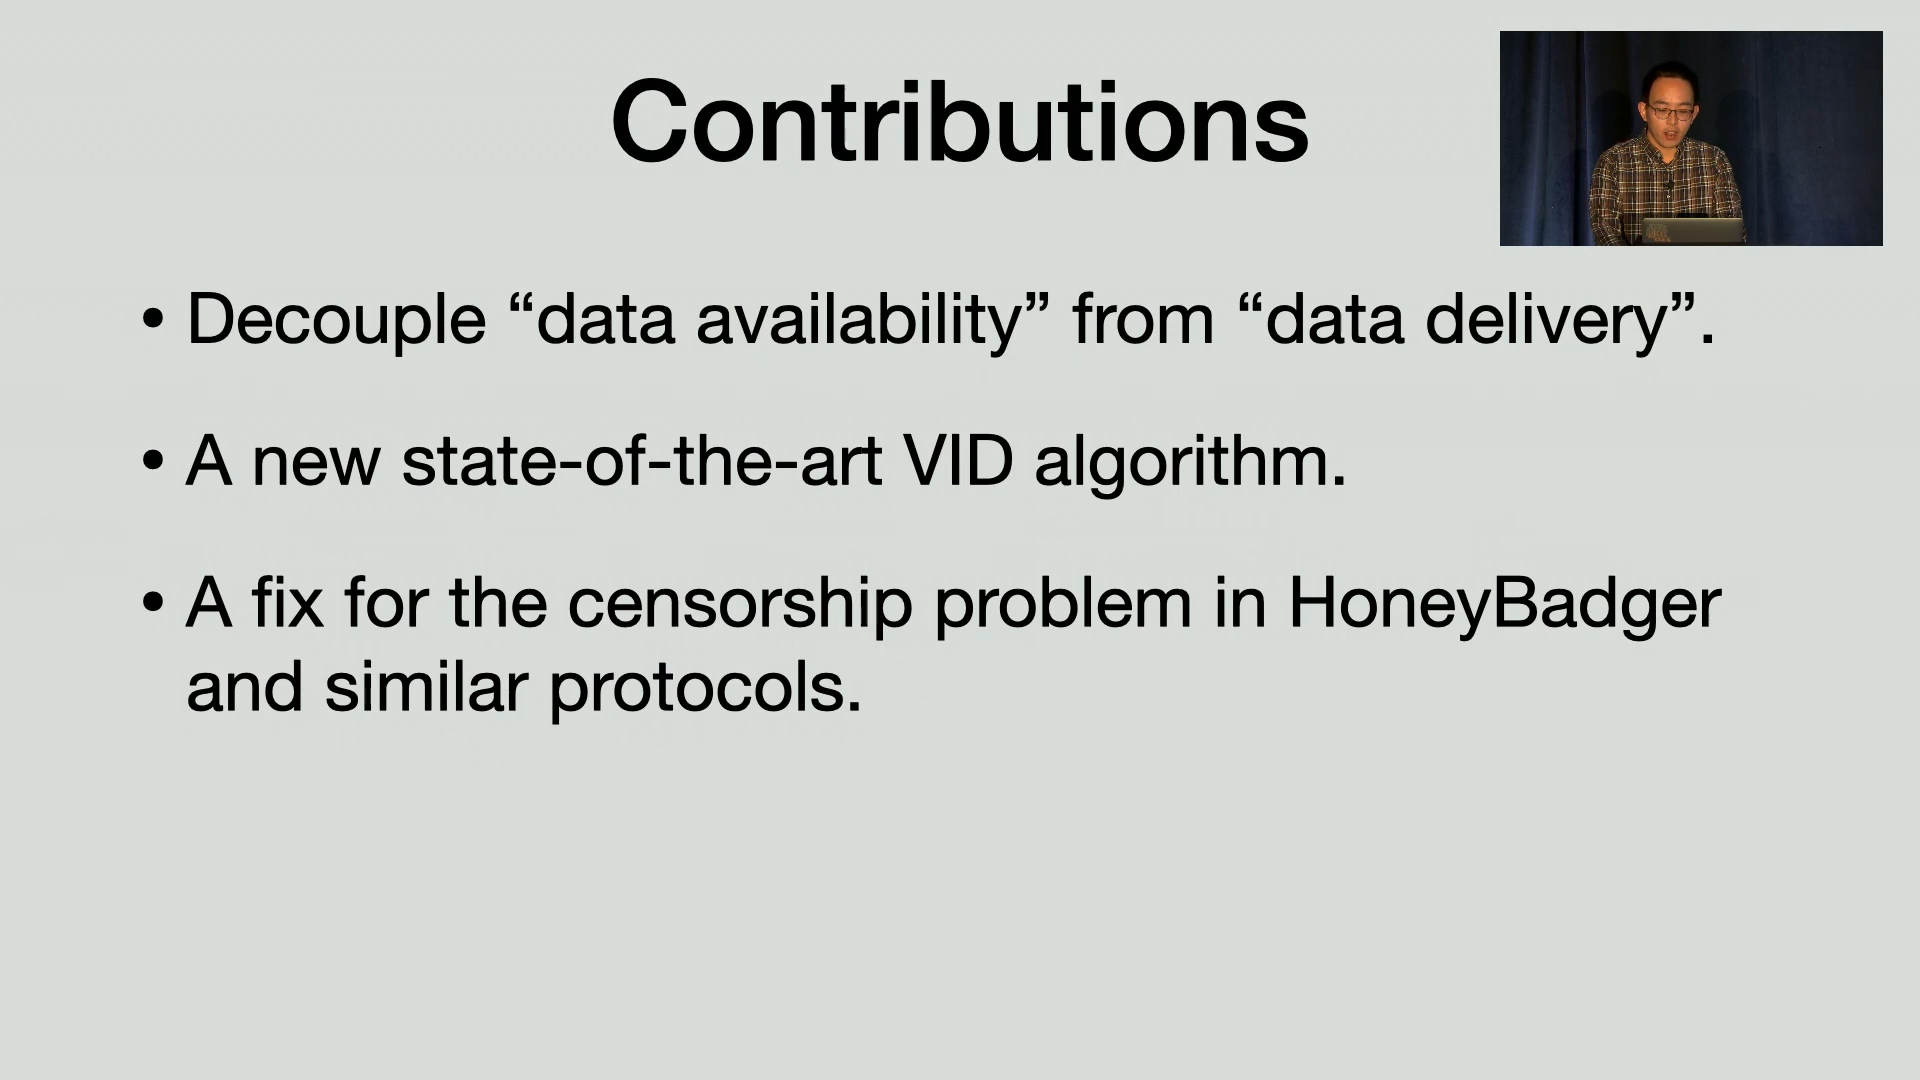 Contributions
• Decouple “data availability” from “data delivery”.
• A new state-of-the-art VID algorithm.
• A fix for the censorship problem in HoneyBadger
and similar protocols.